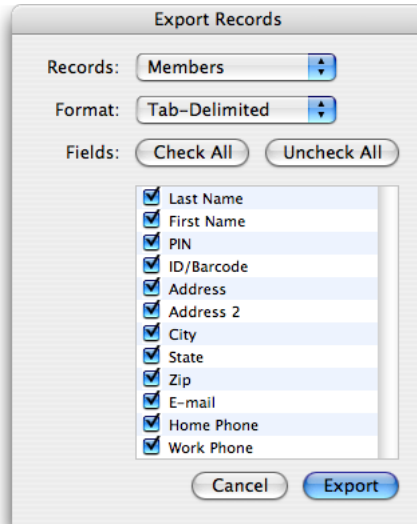 Export Records
Records: Members
Format: Tab-Delimited
Fields: Check All Uncheck All
Last Name
First Name
PIN
ID/Barcode
Address
Address 2
City
State
Zip
E-mail
Home Phone
Work Phone
Cancel Export